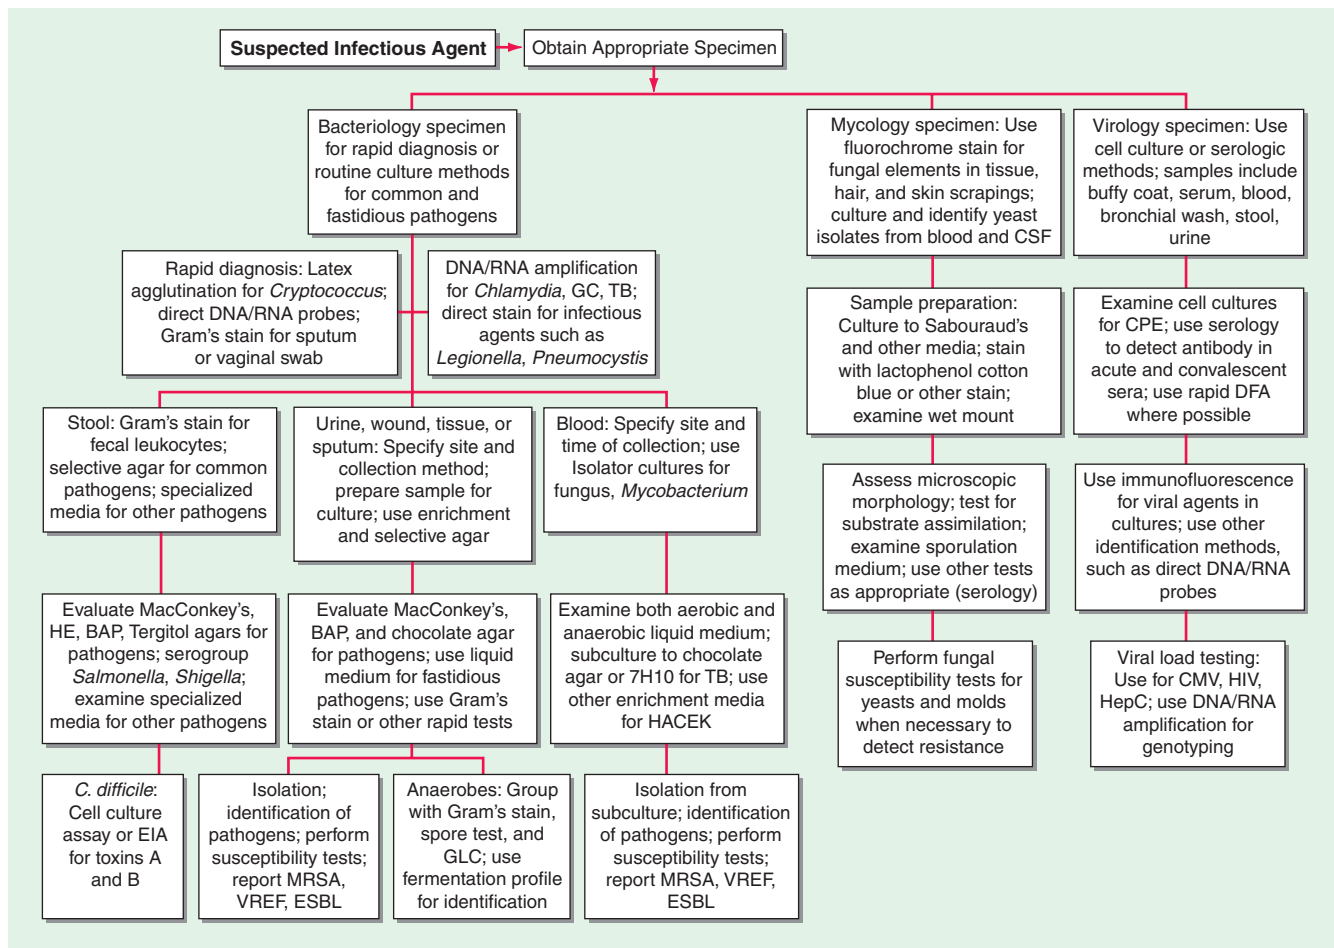 Suspected Infectious Agent
Obtain Appropriate Specimen
Bacteriology specimen
for rapid diagnosis or
routine culture methods
for common and
fastidious pathogens
Mycology specimen: Use
fluorochrome stain for
fungal elements in tissue,
hair, and skin scrapings;
culture and identify yeast
isolates from blood and CSF
Virology specimen: Use
cell culture or serologic
methods; samples include
buffy coat, serum, blood,
bronchial wash, stool,
urine
Rapid diagnosis: Latex
agglutination for Cryptococcus;
direct DNA/RNA probes;
Gram's stain for sputum
or vaginal swab
DNA/RNA amplification
for Chlamydia, GC, TB;
direct stain for infectious
agents such as
Legionella, Pneumocystis
Sample preparation:
Culture to Sabouraud's
and other media; stain
with lactophenol cotton
blue or other stain;
examine wet mount
Examine cell cultures
for CPE; use serology
to detect antibody in
acute and convalescent
sera; use rapid DFA
where possible
Stool: Gram's stain for
fecal leukocytes;
selective agar for common
pathogens; specialized
media for other pathogens
Urine, wound, tissue, or
sputum: Specify site and
collection method;
prepare sample for
culture; use enrichment
and selective agar
Blood: Specify site and
time of collection; use
Isolator cultures for
fungus, Mycobacterium
Assess microscopic
morphology; test for
substrate assimilation;
examine sporulation
medium; use other tests
as appropriate (serology)
Use immunofluorescence
for viral agents in
cultures; use other
identification methods,
such as direct DNA/RNA
probes
Evaluate MacConkey's,
HE, BAP, Tergitol agars for
pathogens; serogroup
Salmonella, Shigella;
examine specialized
media for other pathogens
Evaluate MacConkey's,
BAP, and chocolate agar
for pathogens; use liquid
medium for fastidious
pathogens; use Gram's
stain or other rapid tests
Examine both aerobic and
anaerobic liquid medium;
subculture to chocolate
agar or 7H10 for TB; use
other enrichment media
for HACEK
Perform fungal
susceptibility tests for
yeasts and molds
when necessary to
detect resistance
Viral load testing:
Use for CMV, HIV,
HepC; use DNA/RNA
amplification for
genotyping
C. difficile:
Cell culture
assay or EIA
for toxins A
and B
Isolation;
identification of
pathogens; perform
susceptibility tests;
report MRSA,
VREF, ESBL
Anaerobes: Group
with Gram's stain,
spore test, and
GLC; use
fermentation profile
for identification
Isolation from
subculture; identification
of pathogens; perform
susceptibility tests;
report MRSA, VREF,
ESBL